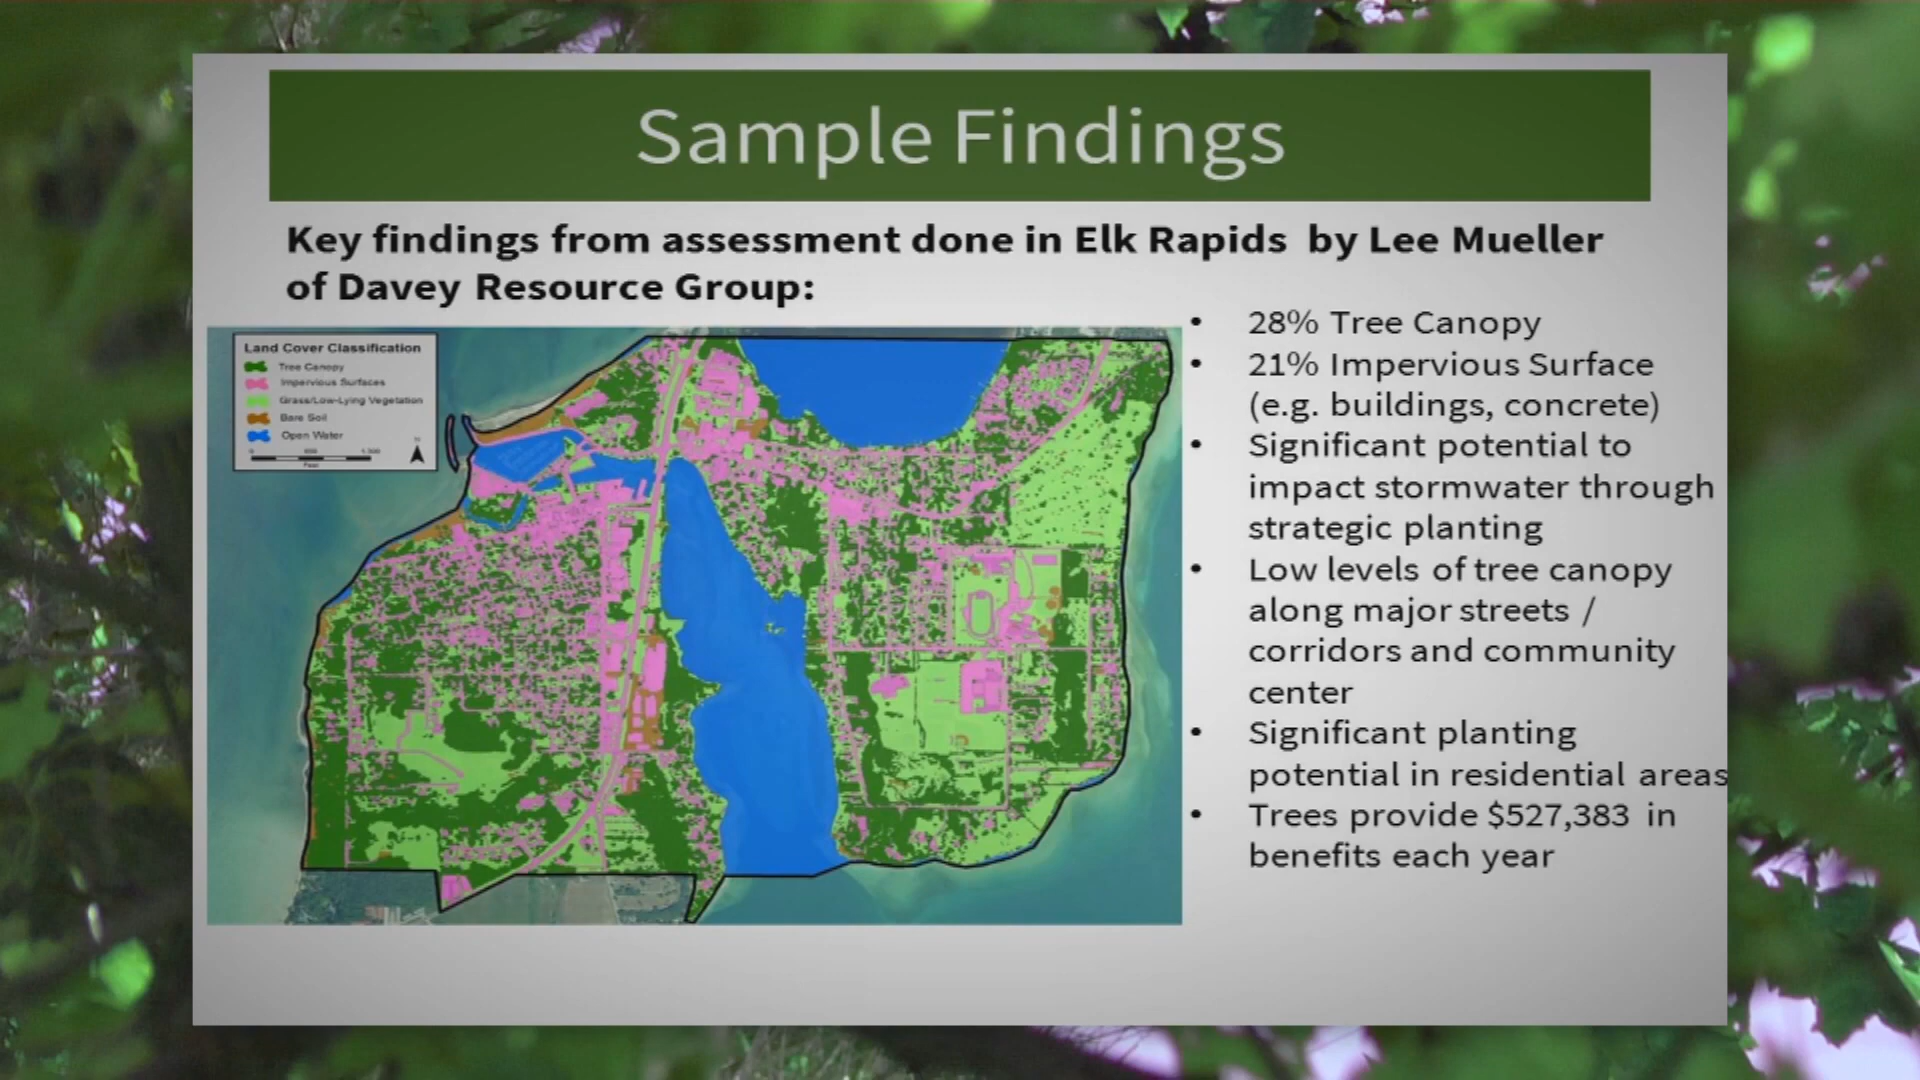 Sample Findings
Key findings from assessment done in Elk Rapids by Lee Mueller
of Davey Resource Group:
Land Cover Classification
Tree Canopy
Impervious Surfaces
Grass/Low-Lying Vegetation
Bare Soil
Open Water
0
Feet
• 28% Tree Canopy
• 21% Impervious Surface
(e.g. buildings, concrete)
• Significant potential to
impact stormwater through
strategic planting
• Low levels of tree canopy
along major streets /
corridors and community
center
• Significant planting
potential in residential areas
• Trees provide $527,383 in
benefits each year